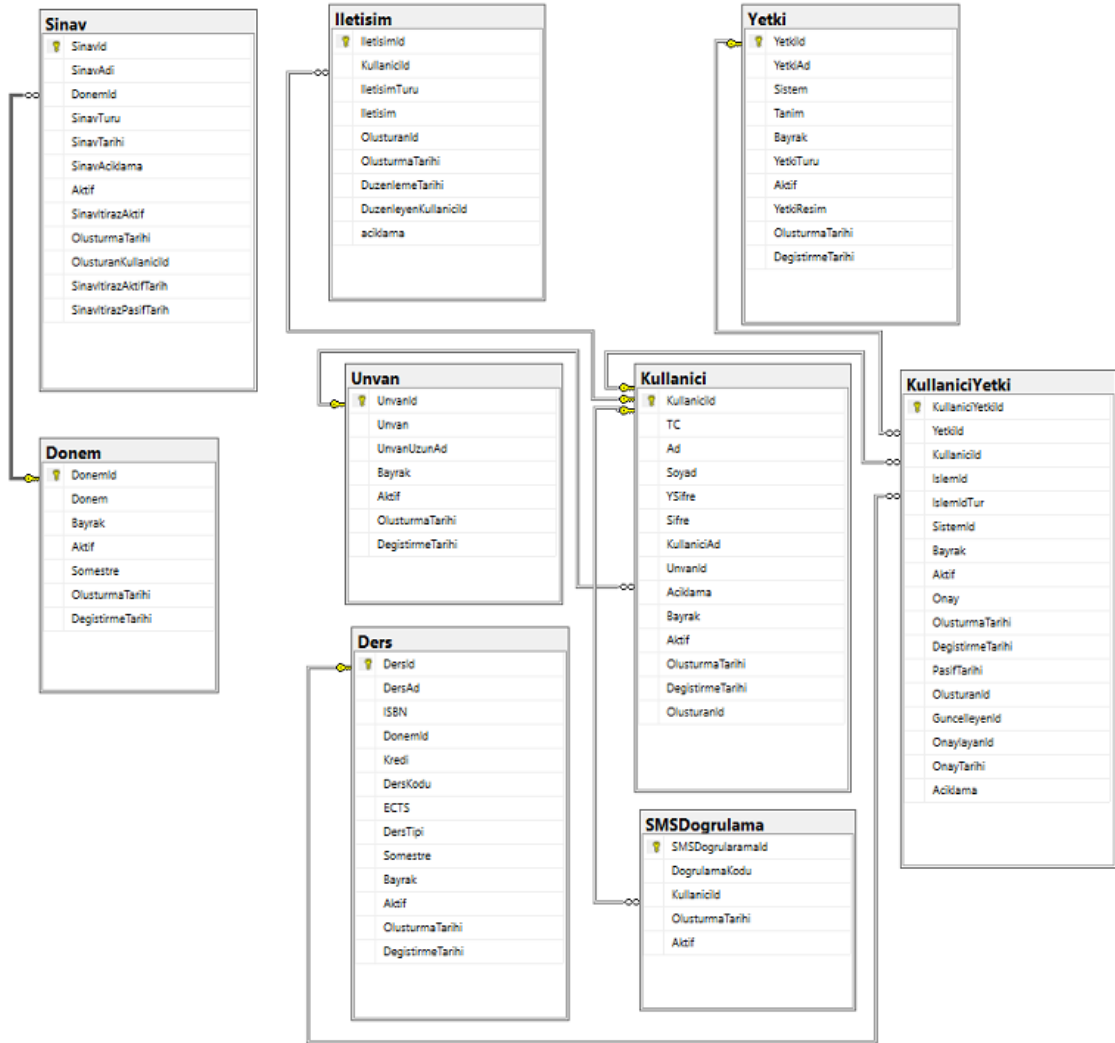 Sinav
SinavId
SinavAdi
DonemId
SinavTuru
SinavTarihi
SinavAciklama
Aktif
SinavItirazAktif
OlusturmaTarihi
OlusturanKullaniciId
SinavItirazAktifTarih
SinavItirazPasifTarih
Iletisim
IletisimId
KullaniciId
IletisimTuru
Iletisim
OlusturanId
OlusturmaTarihi
DuzenlemeTarihi
DuzenleyenKullaniciId
aciklama
Yetki
YetkiId
YetkiAd
Sistem
Tanim
Bayrak
YetkiTuru
Aktif
YetkiResim
OlusturmaTarihi
DegistirmeTarihi
Donem
DonemId
Donem
Bayrak
Aktif
Somestre
OlusturmaTarihi
DegistirmeTarihi
Unvan
UnvanId
Unvan
UnvanUzunAd
Bayrak
Aktif
OlusturmaTarihi
DegistirmeTarihi
Kullanici
KullaniciId
TC
Ad
Soyad
YSifre
Sifre
KullaniciAd
UnvanId
Aciklama
Bayrak
Aktif
OlusturmaTarihi
DegistirmeTarihi
OlusturanId
KullaniciYetki
KullaniciYetkiId
YetkiId
KullaniciId
IslemId
IslemIdTur
SistemId
Bayrak
Aktif
Onay
OlusturmaTarihi
DegistirmeTarihi
PasifTarihi
OlusturanId
GuncelleyenId
OnaylayanId
OnayTarihi
Aciklama
Ders
DersId
DersAd
ISBN
DonemId
Kredi
DersKodu
ECTS
DersTipi
Somestre
Bayrak
Aktif
OlusturmaTarihi
DegistirmeTarihi
SMSDogrulama
SMSDogrularamaId
DogrulamaKodu
KullaniciId
OlusturmaTarihi
Aktif